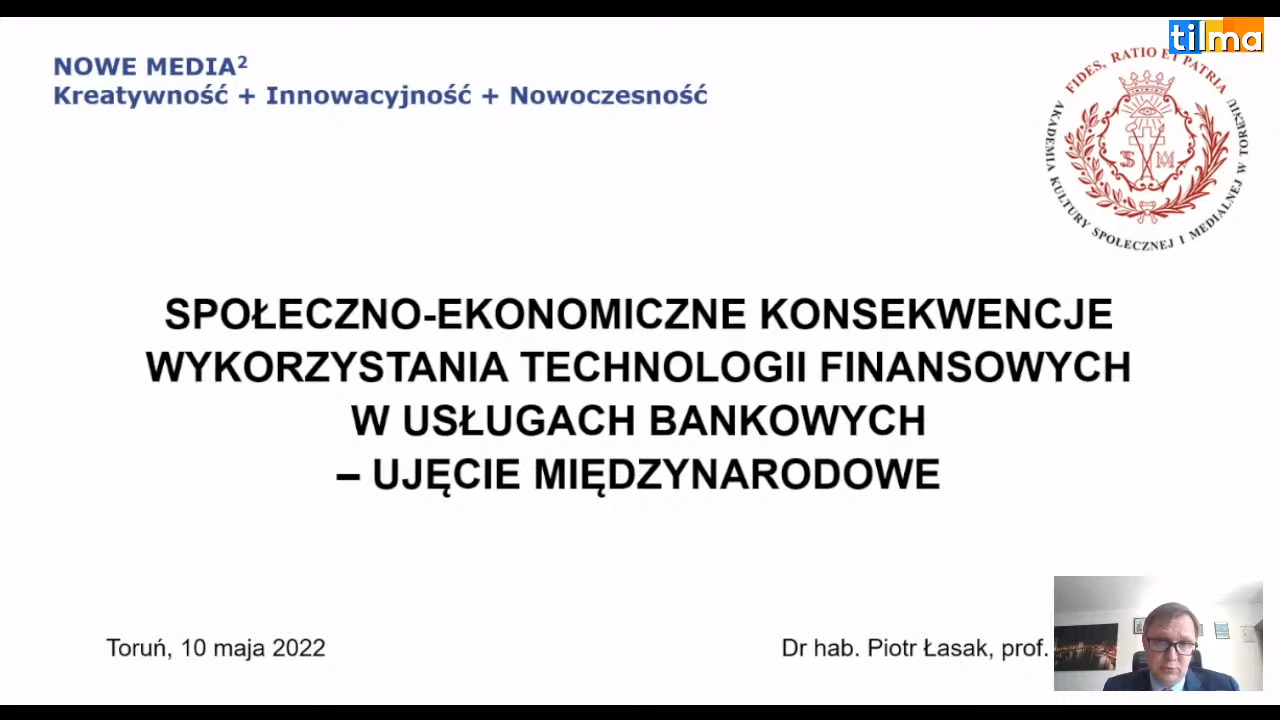 tilma
NOWE MEDIA²
Kreatywność + Innowacyjność + Nowoczesność
FIDES, RATIO ET PATRIA
AKADEMIA KULTURY SPOŁECZNEJ I MEDIALNEJ W TORUNIU
SPOŁECZNO-EKONOMICZNE KONSEKWENCJE
WYKORZYSTANIA TECHNOLOGII FINANSOWYCH
W USŁUGACH BANKOWYCH
– UJĘCIE MIĘDZYNARODOWE
Toruń, 10 maja 2022
Dr hab. Piotr Łasak, prof.